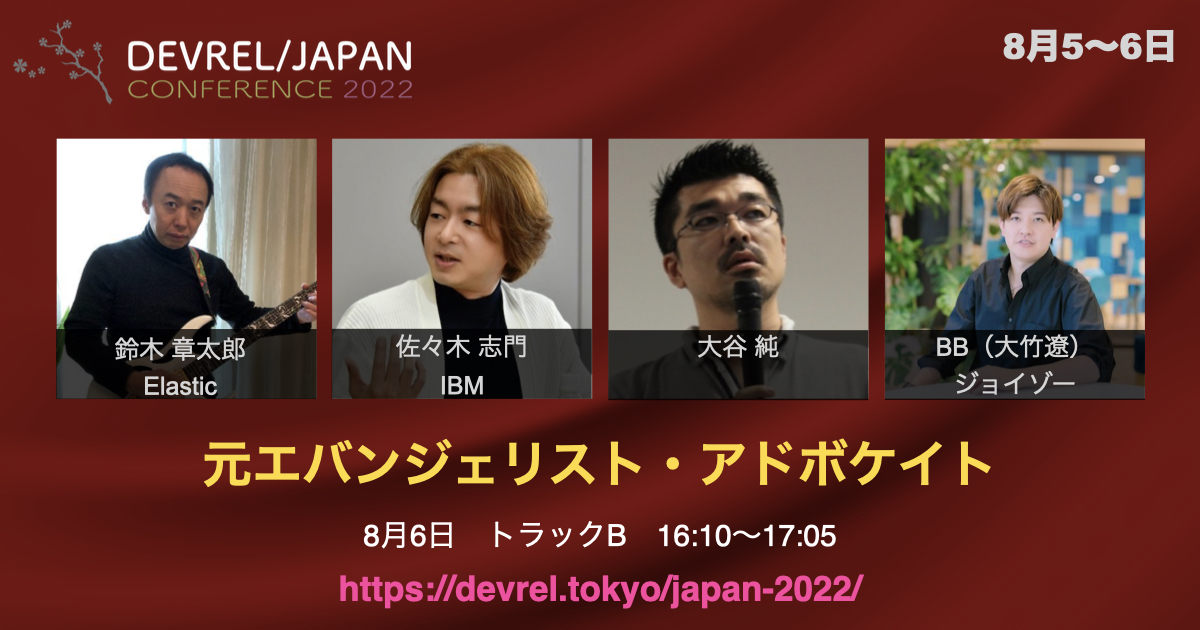 DEVREL/JAPAN
CONFERENCE 2022
8月5〜6日
鈴木 章太郎
Elastic
佐々木 志門
IBM
大谷 純
BB（大竹遼）
ジョイゾー
元エバンジェリスト・アドボケイト
8月6日　トラックB　16:10〜17:05
https://devrel.tokyo/japan-2022/